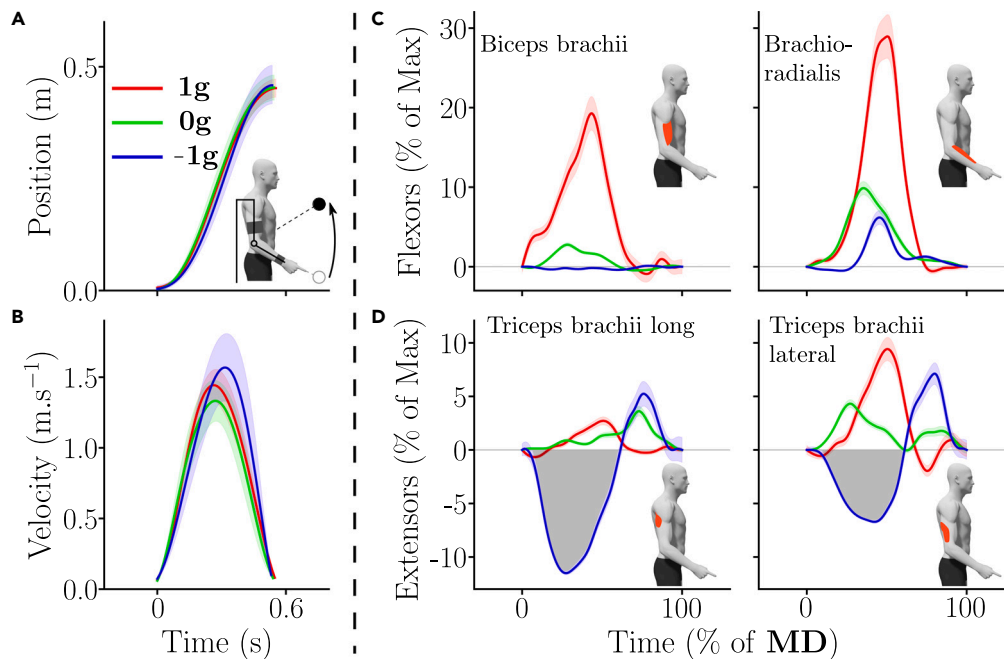 A
Position (m)
0.5
0.0
1g
0g
-1g
B
Velocity (m.s⁻¹)
1.5
1.0
0.5
0.0
0
0.6
Time (s)
C
Flexors (% of Max)
30
20
10
0
Biceps brachii
Brachio-
radialis
D
Extensors (% of Max)
10
5
0
-5
-10
Triceps brachii long
Triceps brachii
lateral
0
100
0
100
Time (% of MD)